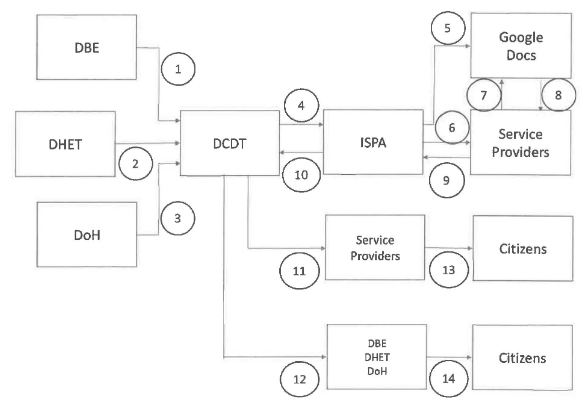 DBE
1
DHET
2
DoH
3
DCDT
4
10
ISPA
5
6
9
Google
Docs
7
8
Service
Providers
11
Service
Providers
13
Citizens
12
DBE
DHET
DoH
14
Citizens